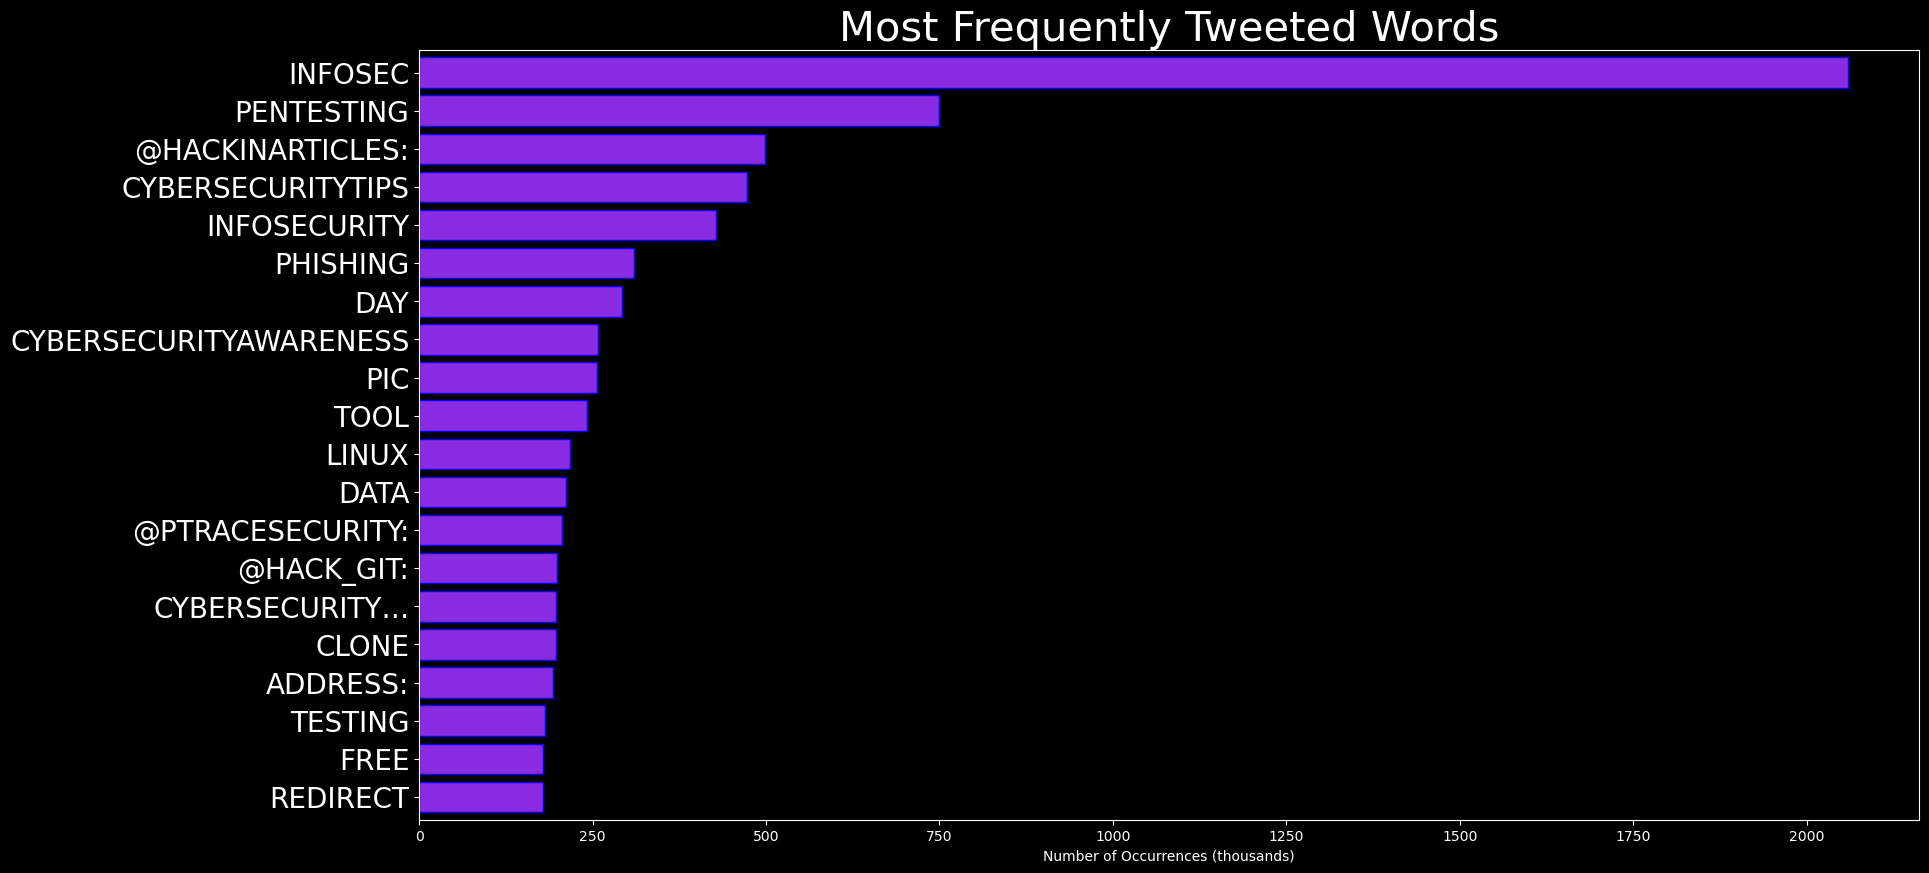 Most Frequently Tweeted Words
INFOSEC
PENTESTING
@HACKINARTICLES:
CYBERSECURITYTIPS
INFOSECURITY
PHISHING
DAY
CYBERSECURITYAWARENESS
PIC
TOOL
LINUX
DATA
@PTRACESECURITY:
@HACK_GIT:
CYBERSECURITY…
CLONE
ADDRESS:
TESTING
FREE
REDIRECT
0 250 500 750 1000 1250 1500 1750 2000
Number of Occurrences (thousands)